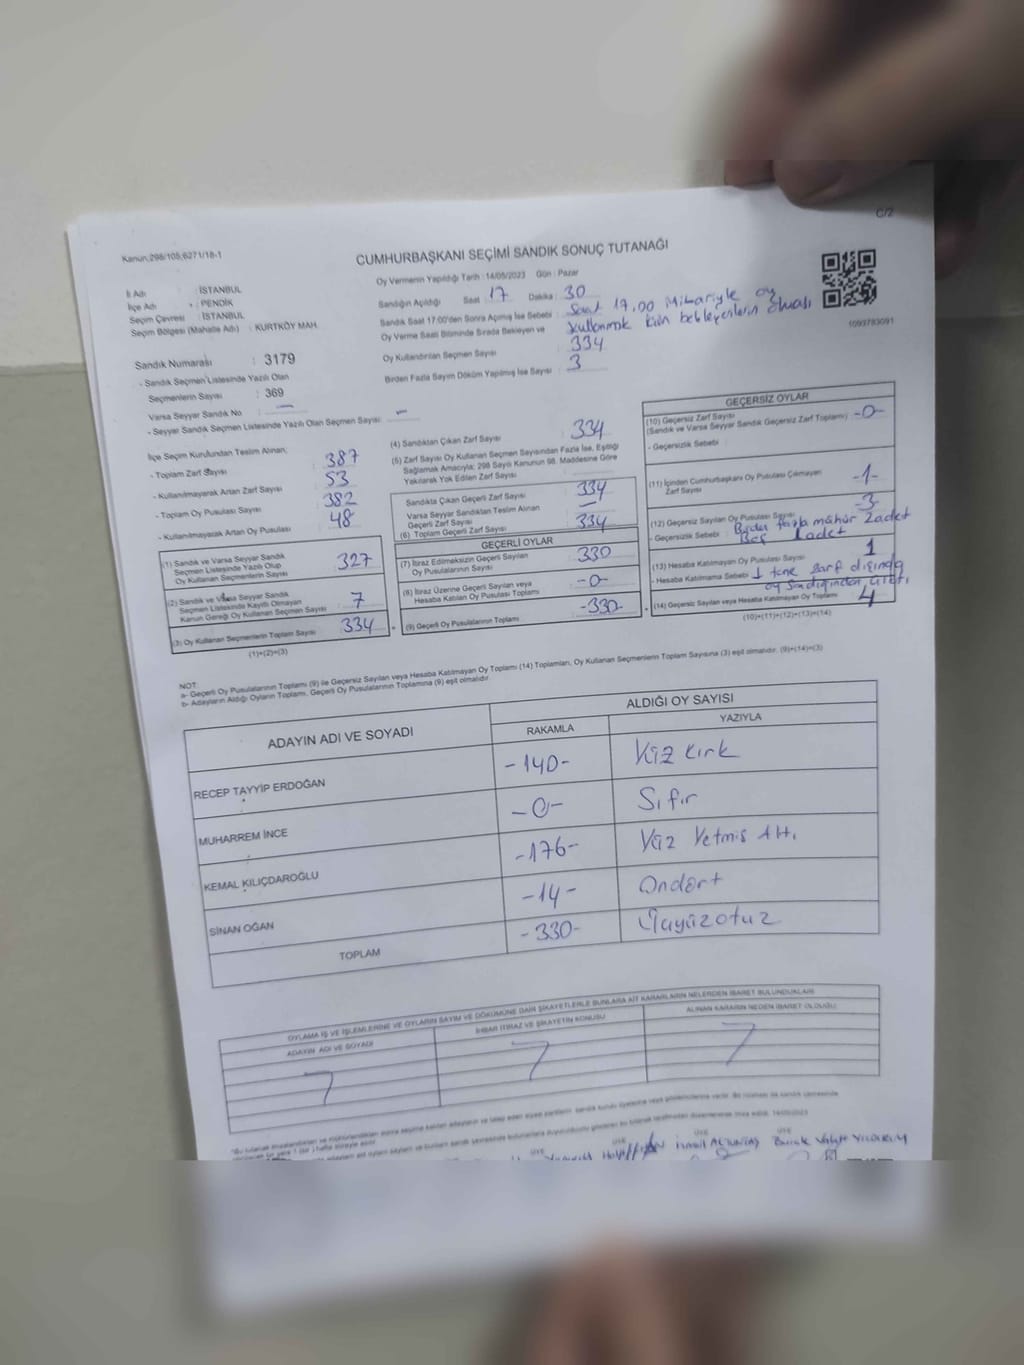 C/2
Kanun:298/105,6271/18-1
CUMHURBAŞKANI SEÇİMİ SANDIK SONUÇ TUTANAĞI
İl Adı : İSTANBUL
İlçe Adı : PENDİK
Seçim Çevresi : İSTANBUL
Seçim Bölgesi (Mahalle Adı) : KURTKÖY MAH.
Sandık Numarası : 3179
- Sandık Seçmen Listesinde Yazılı Olan
Seçmenlerin Sayısı : 369
Varsa Seyyar Sandık No : —
- Seyyar Sandık Seçmen Listesinde Yazılı Olan Seçmen Sayısı : –
Oy Vermenin Yapıldığı Tarih : 14/05/2023 Gün : Pazar
Sandığın Açıldığı Saat : 17 Dakika : 30
Sandık Saat 17.00'den Sonra Açılmış İse Sebebi : Saat 17.00 itibariyle oy
Oy Verme Saati Bitiminde Sırada Bekleyen ve kullanmak için bekleyenlerin olması
Oy Kullandırılan Seçmen Sayısı : 334
Birden Fazla Sayım Döküm Yapılmış İse Sayısı : 3
1093783091
İlçe Seçim Kurulundan Teslim Alınan;
- Toplam Zarf Sayısı : 387
- Kullanılmayarak Artan Zarf Sayısı : 53
- Toplam Oy Pusulası Sayısı : 382
- Kullanılmayarak Artan Oy Pusulası : 48
(1) Sandık ve Varsa Seyyar Sandık
Seçmen Listesinde Yazılı Olup
Oy Kullanan Seçmenlerin Sayısı : 327
(2) Sandık ve Varsa Seyyar Sandık
Seçmen Listesinde Kayıtlı Olmayan
Kanun Gereği Oy Kullanan Seçmen Sayısı : 7
(3) Oy Kullanan Seçmenlerin Toplam Sayısı : 334
(1)+(2)=(3)
(4) Sandıktan Çıkan Zarf Sayısı : 334
(5) Zarf Sayısı Oy Kullanan Seçmen Sayısından Fazla İse, Eşitliği
Sağlamak Amacıyla; 298 Sayılı Kanunun 98. Maddesine Göre
Yakılarak Yok Edilen Zarf Sayısı :
Sandıkta Çıkan Geçerli Zarf Sayısı : 334
Varsa Seyyar Sandıktan Teslim Alınan
Geçerli Zarf Sayısı : —
(6) Toplam Geçerli Zarf Sayısı : 334
GEÇERLİ OYLAR
(7) İtiraz Edilmeksizin Geçerli Sayılan
Oy Pusulalarının Sayısı : 330
(8) İtiraz Üzerine Geçerli Sayılan veya
Hesaba Katılan Oy Pusulası Toplamı : -0-
(9) Geçerli Oy Pusulalarının Toplamı : -330-
GEÇERSİZ OYLAR
(10) Geçersiz Zarf Sayısı
(Sandık ve Varsa Seyyar Sandık Geçersiz Zarf Toplamı) : -0-
- Geçersizlik Sebebi :
(11) İçinden Cumhurbaşkanı Oy Pusulası Çıkmayan
Zarf Sayısı : -1-
(12) Geçersiz Sayılan Oy Pusulası Sayısı : -3
- Geçersizlik Sebebi : fazla mühür 2 adet
Boş 1 adet
(13) Hesaba Katılmayan Oy Pusulası Sayısı : 1
- Hesaba Katılmama Sebebi : 1 tane zarf dışında
oy sandığından çıktı
(14) Geçersiz Sayılan veya Hesaba Katılmayan Oy Toplamı : 4
(10)+(11)+(12)+(13)=(14)
NOT:
a- Geçerli Oy Pusulalarının Toplamı (9) ile Geçersiz Sayılan veya Hesaba Katılmayan Oy Toplamı (14) Toplamları, Oy Kullanan Seçmenlerin Toplam Sayısına (3) eşit olmalıdır. (9)+(14)=(3)
b- Adayların Aldığı Oyların Toplamı, Geçerli Oy Pusulalarının Toplamına (9) eşit olmalıdır.
ADAYIN ADI VE SOYADI ALDIĞI OY SAYISI
RAKAMLA YAZIYLA
RECEP TAYYİP ERDOĞAN -140- Yüz kırk
MUHARREM İNCE -0- Sıfır
KEMAL KILIÇDAROĞLU -176- Yüz Yetmiş Altı
SİNAN OĞAN -14- Ondört
TOPLAM -330- Üçyüzotuz
OYLAMA İŞ VE İŞLEMLERİNE VE OYLARIN SAYIM VE DÖKÜMÜNE DAİR ŞİKAYETLERLE BUNLARA AİT KARARLARIN NELERDEN İBARET BULUNDUKLARI
ADAYIN ADI VE SOYADI İHBAR İTİRAZ VE ŞİKAYETİN KONUSU ALINAN KARARIN NEDEN İBARET OLDUĞU
ÜYE ÜYE ÜYE
İsmail Burak